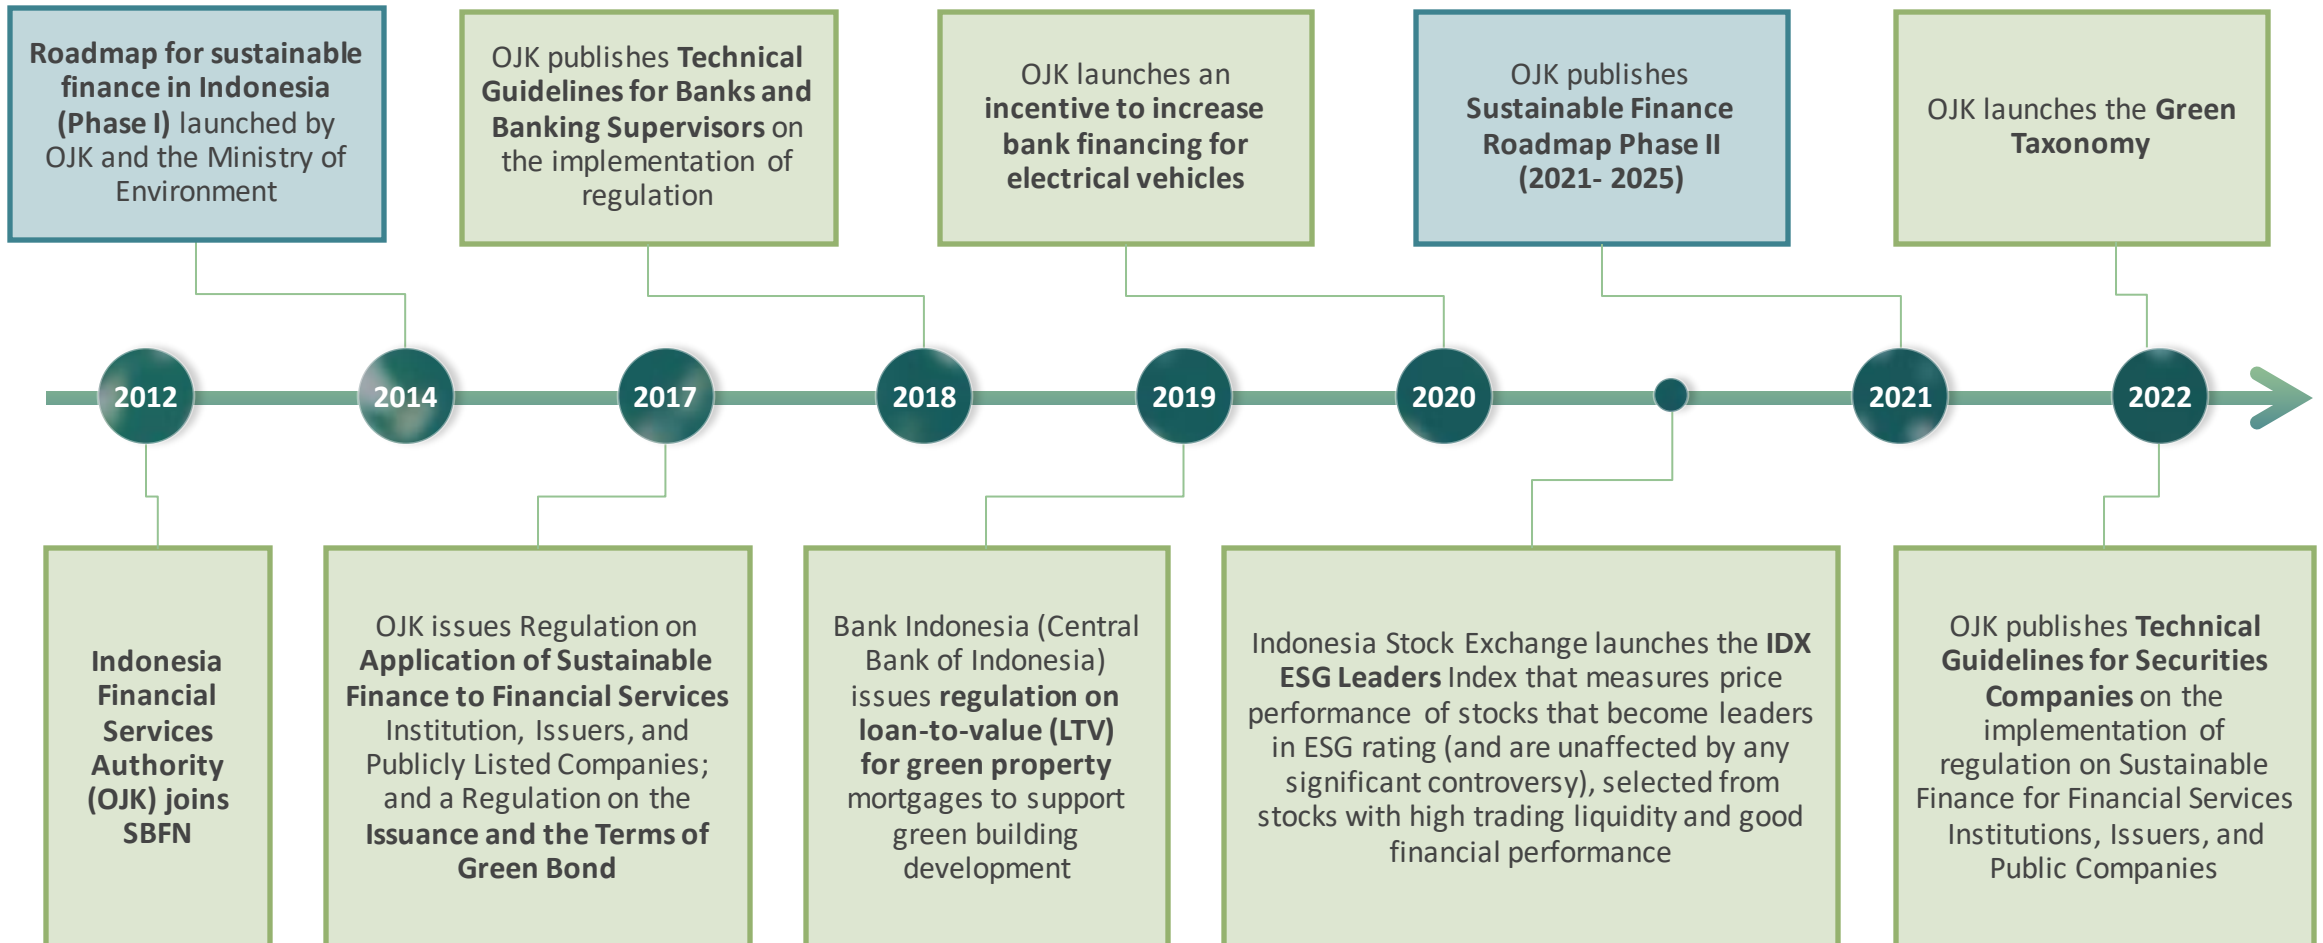 Roadmap for sustainable
finance in Indonesia
(Phase I) launched by
OJK and the Ministry of
Environment
OJK publishes Technical
Guidelines for Banks and
Banking Supervisors on
the implementation of
regulation
OJK launches an
incentive to increase
bank financing for
electrical vehicles
OJK publishes
Sustainable Finance
Roadmap Phase II
(2021- 2025)
OJK launches the Green
Taxonomy
2012
2014
2017
2018
2019
2020
2021
2022
Indonesia
Financial
Services
Authority
(OJK) joins
SBFN
OJK issues Regulation on
Application of Sustainable
Finance to Financial Services
Institution, Issuers, and
Publicly Listed Companies;
and a Regulation on the
Issuance and the Terms of
Green Bond
Bank Indonesia (Central
Bank of Indonesia)
issues regulation on
loan-to-value (LTV)
for green property
mortgages to support
green building
development
Indonesia Stock Exchange launches the IDX
ESG Leaders Index that measures price
performance of stocks that become leaders
in ESG rating (and are unaffected by any
significant controversy), selected from
stocks with high trading liquidity and good
financial performance
OJK publishes Technical
Guidelines for Securities
Companies on the
implementation of
regulation on Sustainable
Finance for Financial Services
Institutions, Issuers, and
Public Companies